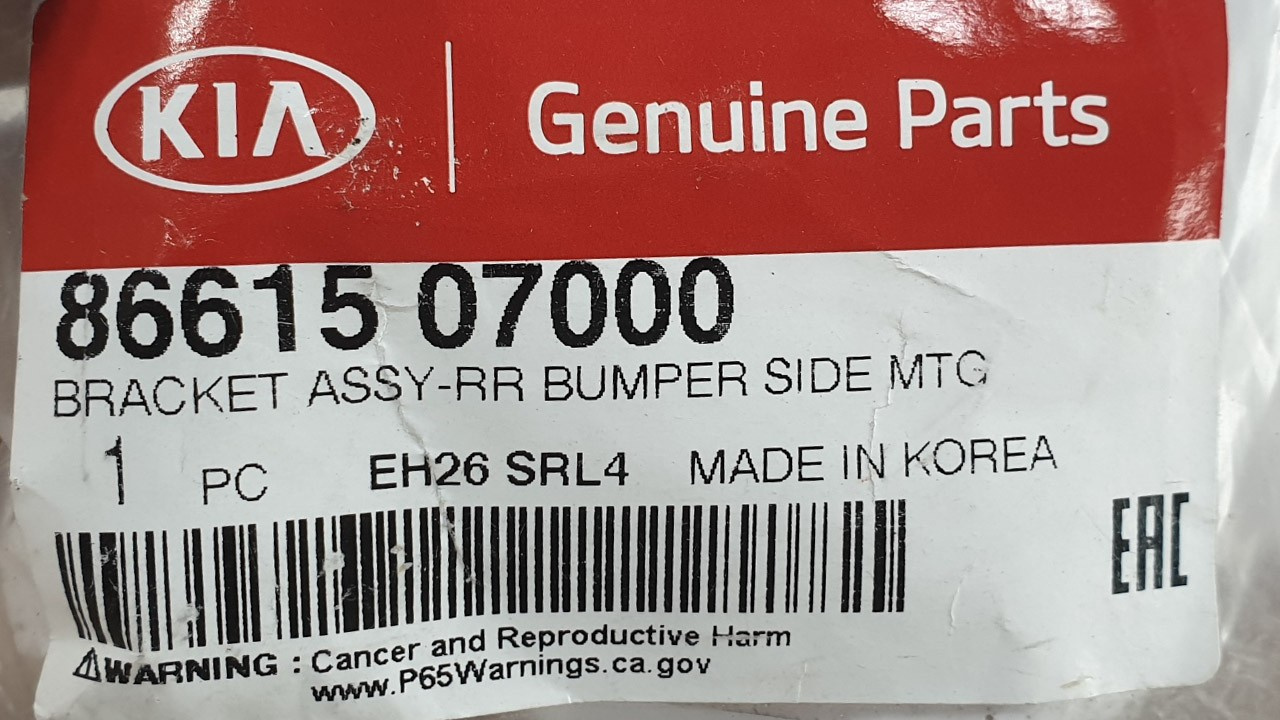 KIA Genuine Parts
86615 07000
BRACKET ASSY-RR BUMPER SIDE MTG
1 PC EH26 SRL4 MADE IN KOREA
EAC
WARNING : Cancer and Reproductive Harm
www.P65Warnings.ca.gov